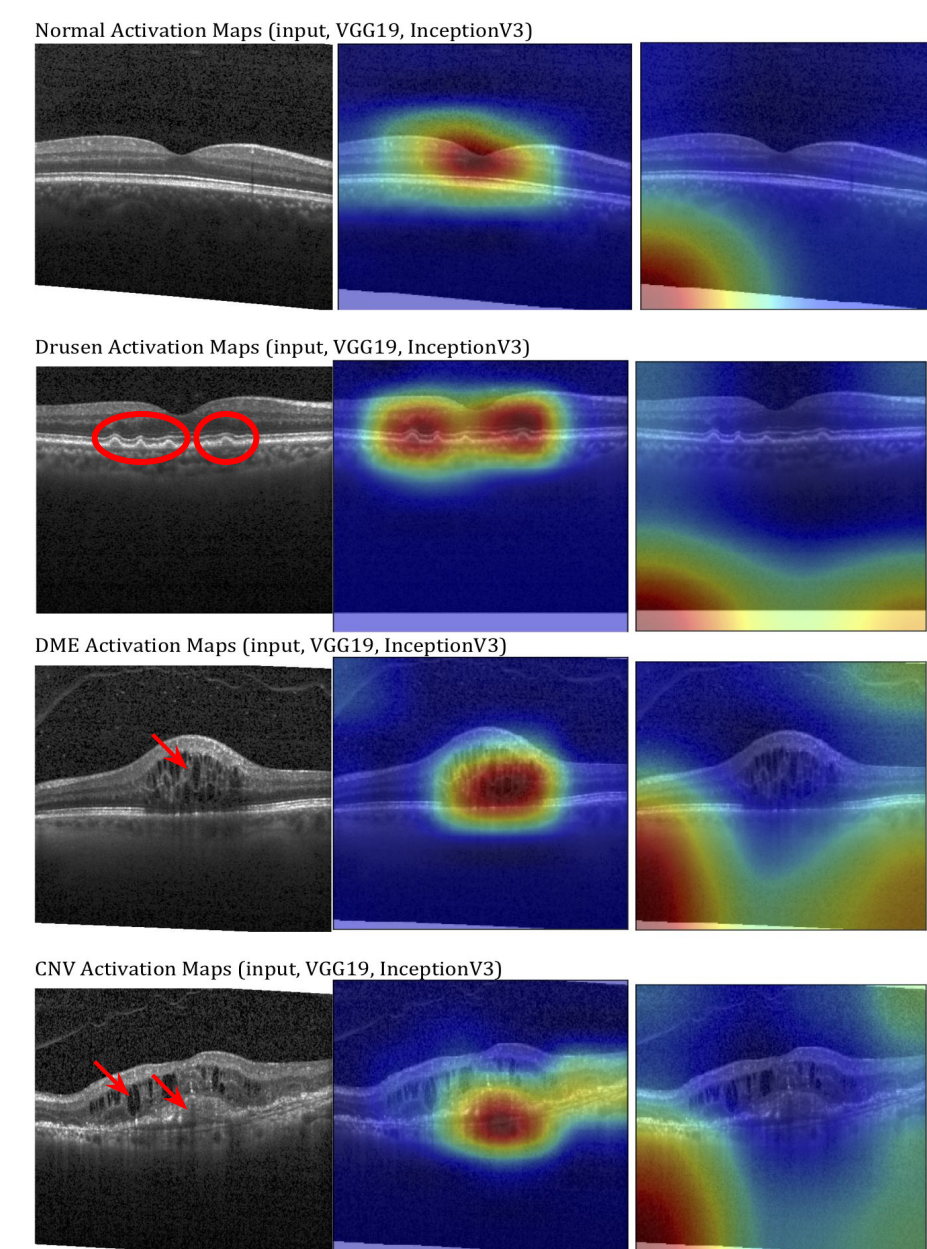 Normal Activation Maps (input, VGG19, InceptionV3)
Drusen Activation Maps (input, VGG19, InceptionV3)
DME Activation Maps (input, VGG19, InceptionV3)
CNV Activation Maps (input, VGG19, InceptionV3)